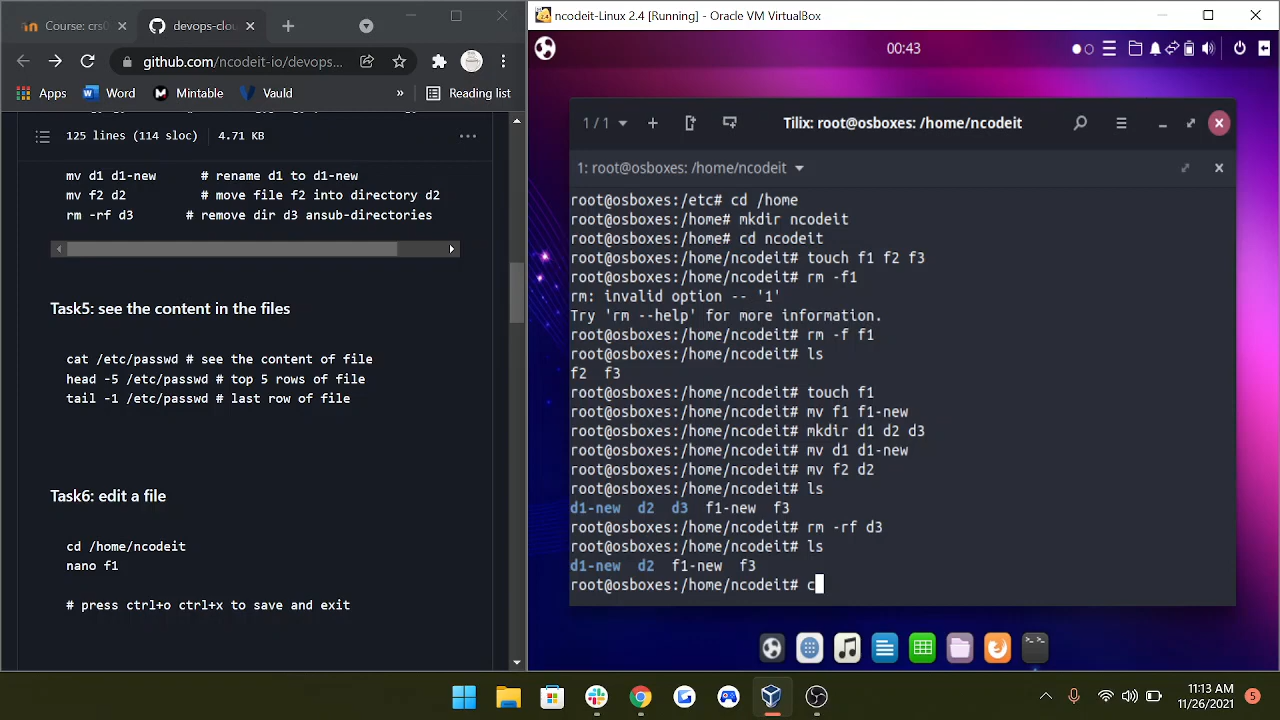 Course: crs0
devops-clou
ncodeit-Linux 2.4 [Running] - Oracle VM VirtualBox
github.com/ncodeit-io/devops...
Apps
Word
Mintable
Vauld
»
Reading list
125 lines (114 sloc)
4.71 KB
mv d1 d1-new # rename d1 to d1-new
mv f2 d2 # move file f2 into directory d2
rm -rf d3 # remove dir d3 ansub-directories
Task5: see the content in the files
cat /etc/passwd # see the content of file
head -5 /etc/passwd # top 5 rows of file
tail -1 /etc/passwd # last row of file
Task6: edit a file
cd /home/ncodeit
nano f1
# press ctrl+o ctrl+x to save and exit
00:43
1 / 1
Tilix: root@osboxes: /home/ncodeit
1: root@osboxes: /home/ncodeit
root@osboxes:/etc# cd /home
root@osboxes:/home# mkdir ncodeit
root@osboxes:/home# cd ncodeit
root@osboxes:/home/ncodeit# touch f1 f2 f3
root@osboxes:/home/ncodeit# rm -f1
rm: invalid option -- '1'
Try 'rm --help' for more information.
root@osboxes:/home/ncodeit# rm -f f1
root@osboxes:/home/ncodeit# ls
f2 f3
root@osboxes:/home/ncodeit# touch f1
root@osboxes:/home/ncodeit# mv f1 f1-new
root@osboxes:/home/ncodeit# mkdir d1 d2 d3
root@osboxes:/home/ncodeit# mv d1 d1-new
root@osboxes:/home/ncodeit# mv f2 d2
root@osboxes:/home/ncodeit# ls
d1-new d2 d3 f1-new f3
root@osboxes:/home/ncodeit# rm -rf d3
root@osboxes:/home/ncodeit# ls
d1-new d2 f1-new f3
root@osboxes:/home/ncodeit# c
11:13 AM
11/26/2021
5